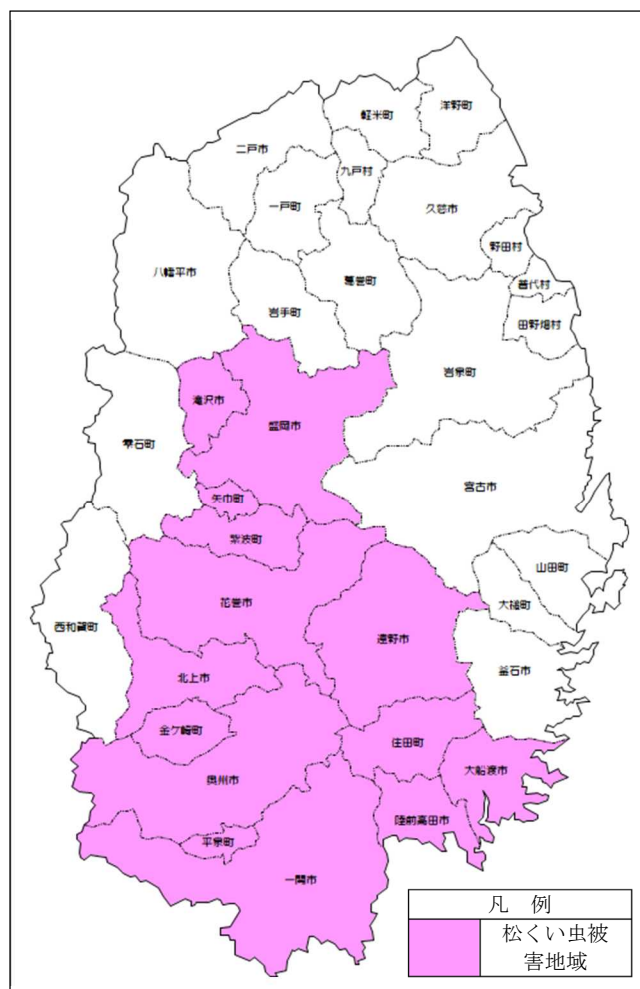 軽米町
洋野町
二戸市
九戸村
一戸町
久慈市
野田村
八幡平市
葛巻町
普代村
岩手町
田野畑村
岩泉町
滝沢市
盛岡市
雫石町
宮古市
矢巾町
紫波町
山田町
花巻市
大槌町
西和賀町
遠野市
釜石市
北上市
金ケ崎町
住田町
大船渡市
奥州市
陸前高田市
平泉町
一関市
凡 例
松くい虫被
害地域